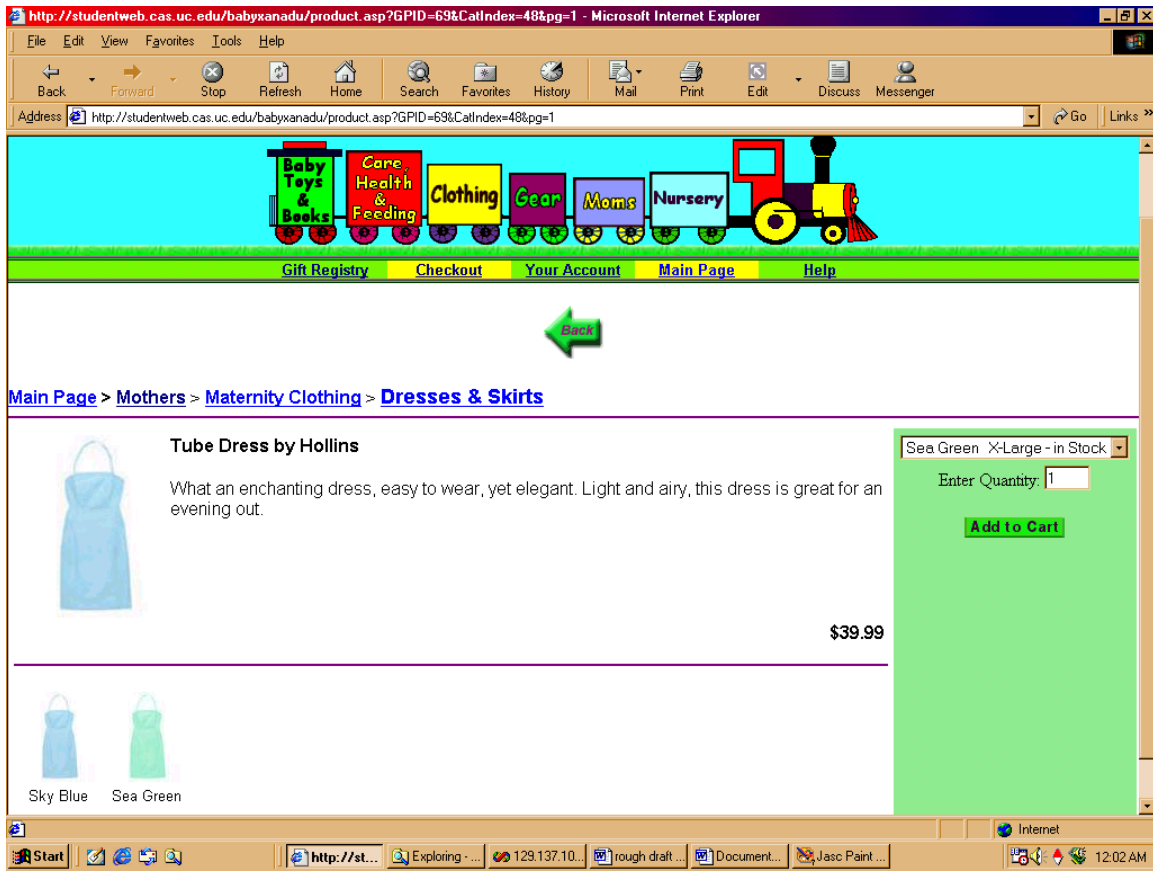 http://studentweb.cas.uc.edu/babyxanadu/product.asp?GPID=69&CatIndex=48&pg=1 - Microsoft Internet Explorer
File Edit View Favorites Tools Help
Back Forward Stop Refresh Home Search Favorites History Mail Print Edit Discuss Messenger
Address http://studentweb.cas.uc.edu/babyxanadu/product.asp?GPID=69&CatIndex=48&pg=1 Go Links »
Baby Toys & Books
Care, Health & Feeding
Clothing
Gear
Moms
Nursery
Gift Registry Checkout Your Account Main Page Help
Back
Main Page > Mothers > Maternity Clothing > Dresses & Skirts
Tube Dress by Hollins
What an enchanting dress, easy to wear, yet elegant. Light and airy, this dress is great for an
evening out.
$39.99
Sea Green X-Large - in Stock
Enter Quantity: 1
Add to Cart
Sky Blue Sea Green
Internet
Start http://st... Exploring - ... 129.137.10... rough draft ... Document... Jasc Paint ... 12:02 AM